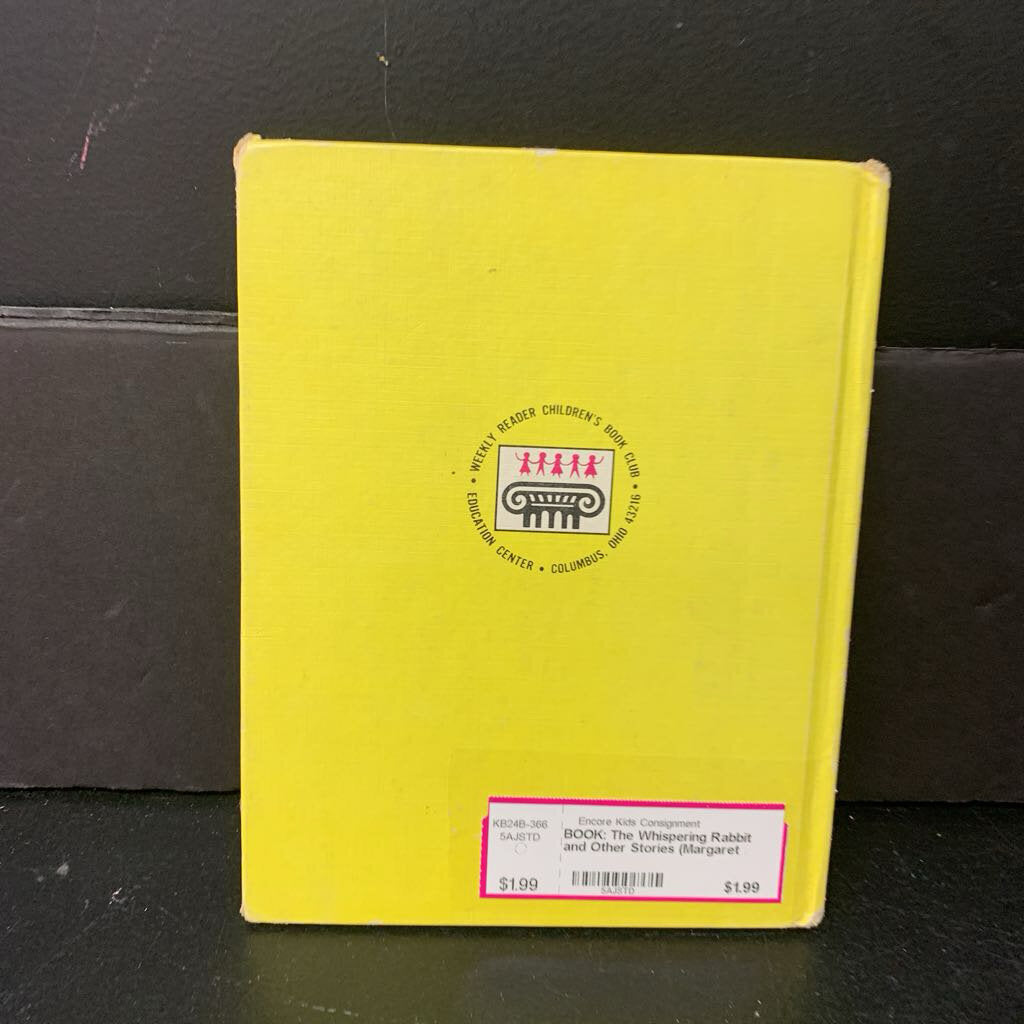 • WEEKLY READER CHILDREN'S BOOK CLUB •
EDUCATION CENTER • COLUMBUS, OHIO 43216
KB24B-366
5AJSTD
$1.99
Encore Kids Consignment
BOOK: The Whispering Rabbit
and Other Stories (Margaret
5AJSTD
$1.99